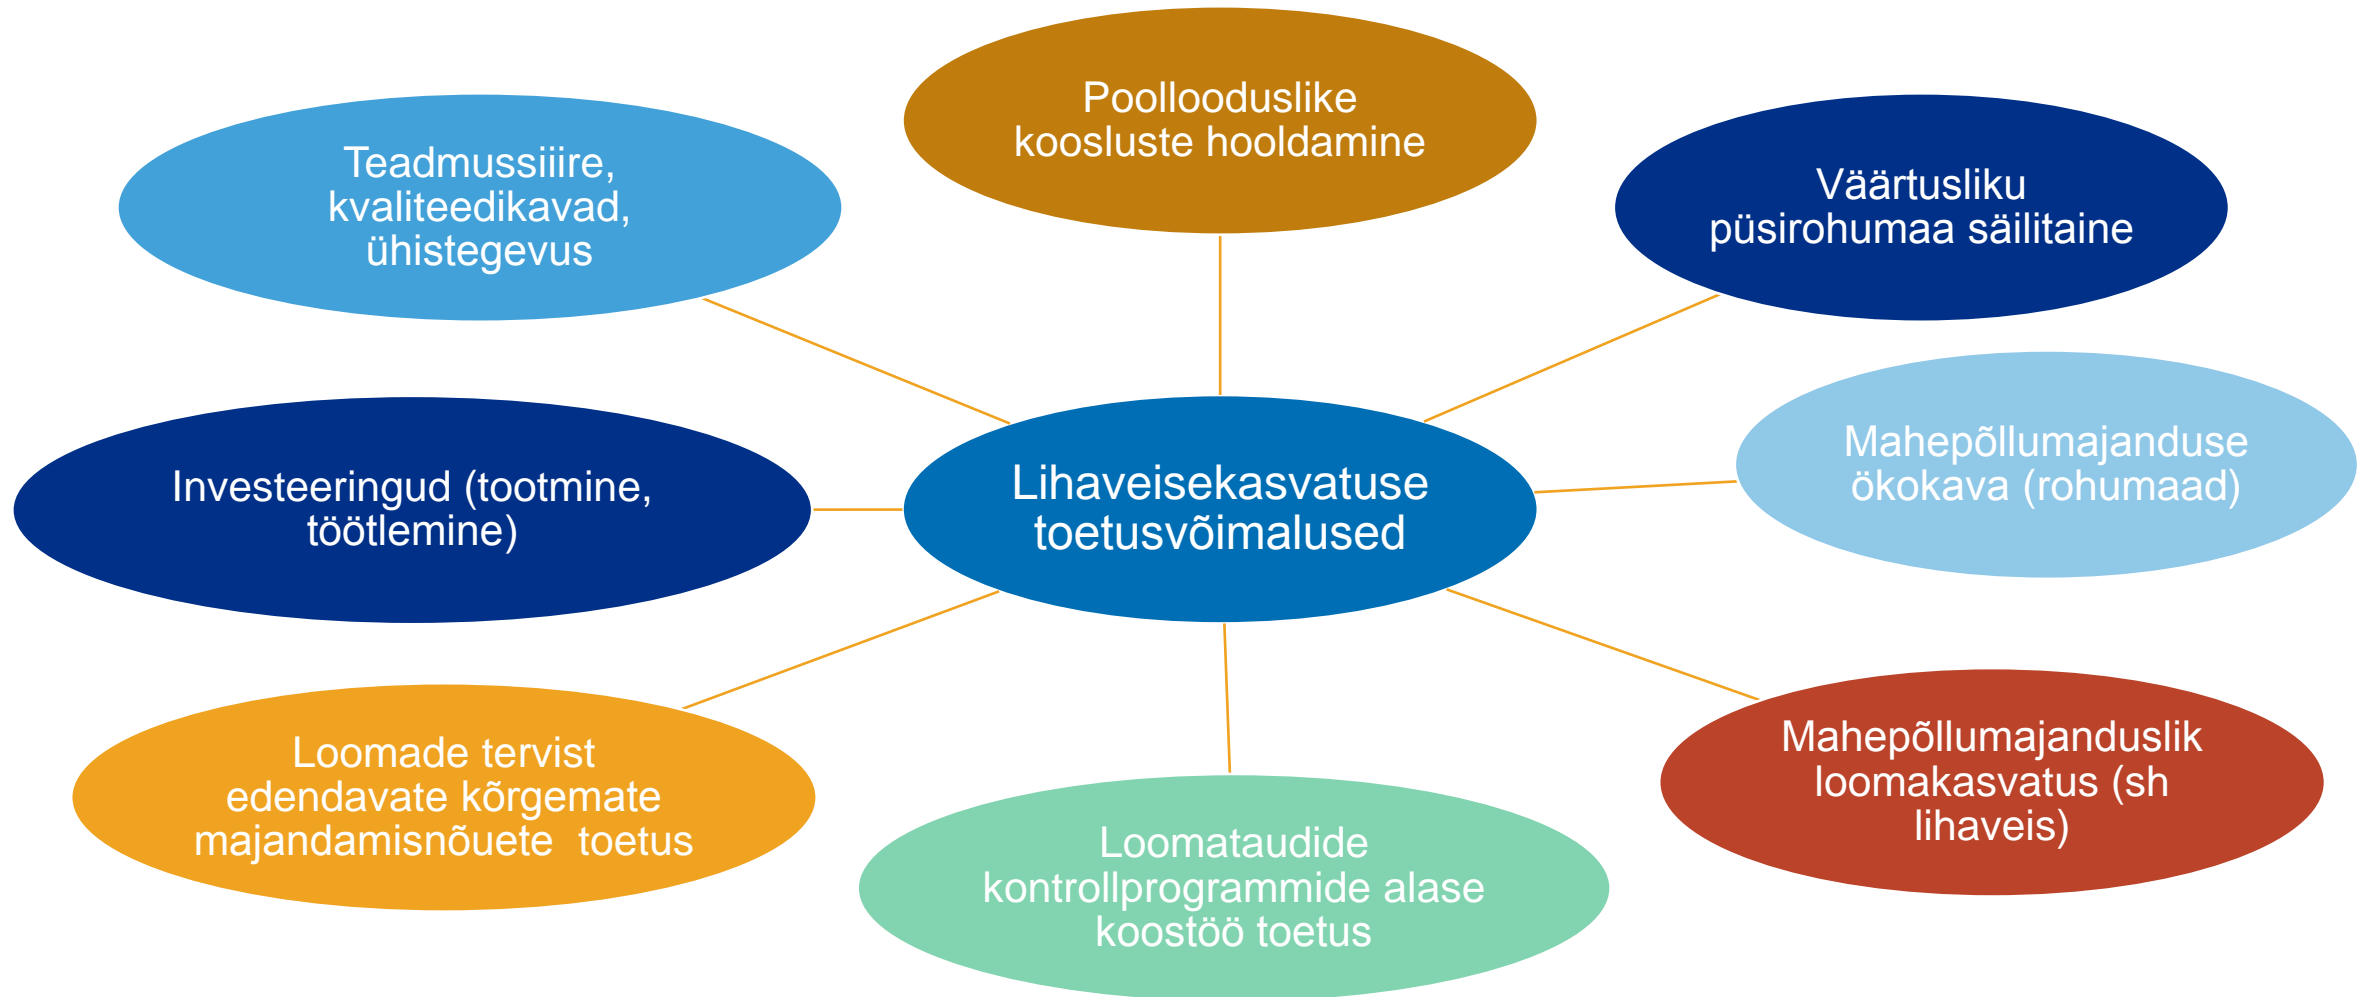 Poollooduslike
koosluste hooldamine
Teadmussiiire,
kvaliteedikavad,
ühistegevus
Väärtusliku
püsirohumaa säilitaine
Mahepõllumajanduse
ökokava (rohumaad)
Investeeringud (tootmine,
töötlemine)
Lihaveisekasvatuse
toetusvõimalused
Mahepõllumajanduslik
loomakasvatus (sh
lihaveis)
Loomade tervist
edendavate kõrgemate
majandamisnõuete  toetus
Loomataudide
kontrollprogrammide alase
koostöö toetus